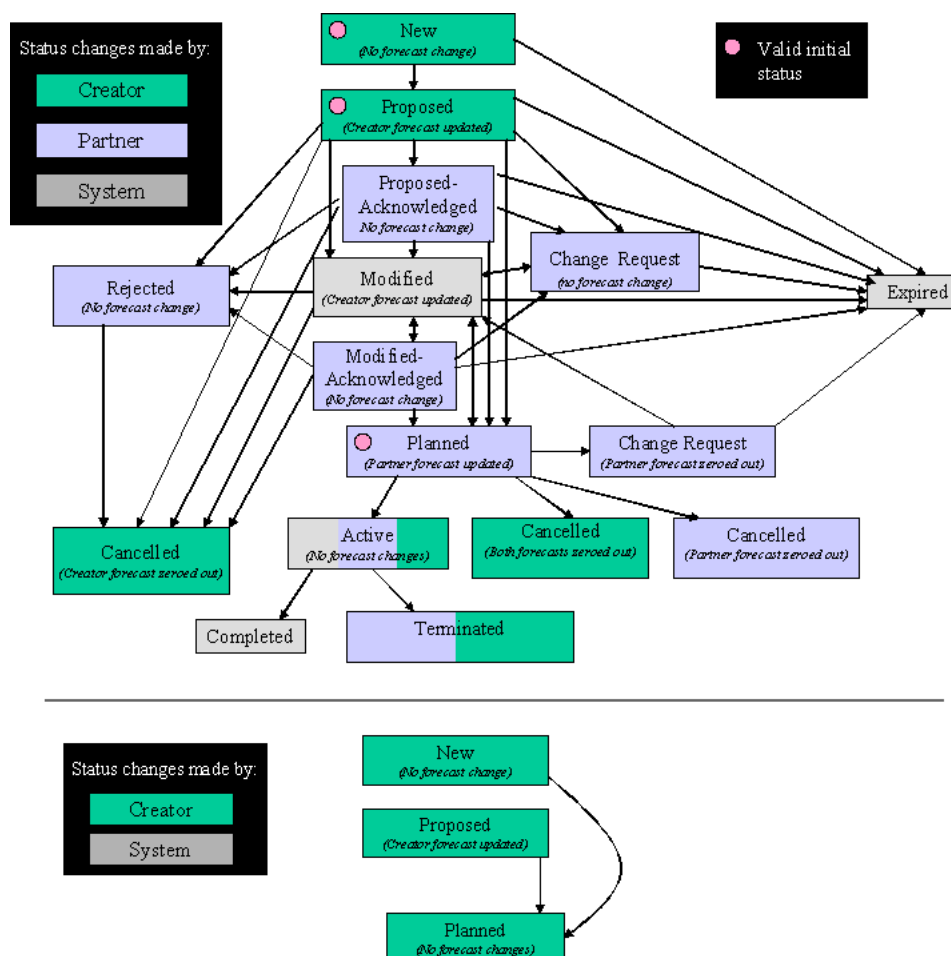 Status changes made by:
Creator
Partner
System
New
(No forecast change)
Valid initial
status
Proposed
(Creator forecast updated)
Proposed-
Acknowledged
(No forecast change)
Rejected
(No forecast change)
Modified
(Creator forecast updated)
Change Request
(no forecast change)
Expired
Modified-
Acknowledged
(No forecast change)
Planned
(Partner forecast updated)
Change Request
(Partner forecast zeroed out)
Cancelled
(Creator forecast zeroed out)
Active
(No forecast changes)
Cancelled
(Both forecasts zeroed out)
Cancelled
(Partner forecast zeroed out)
Completed
Terminated
Status changes made by:
Creator
System
New
(No forecast change)
Proposed
(Creator forecast updated)
Planned
(No forecast changes)